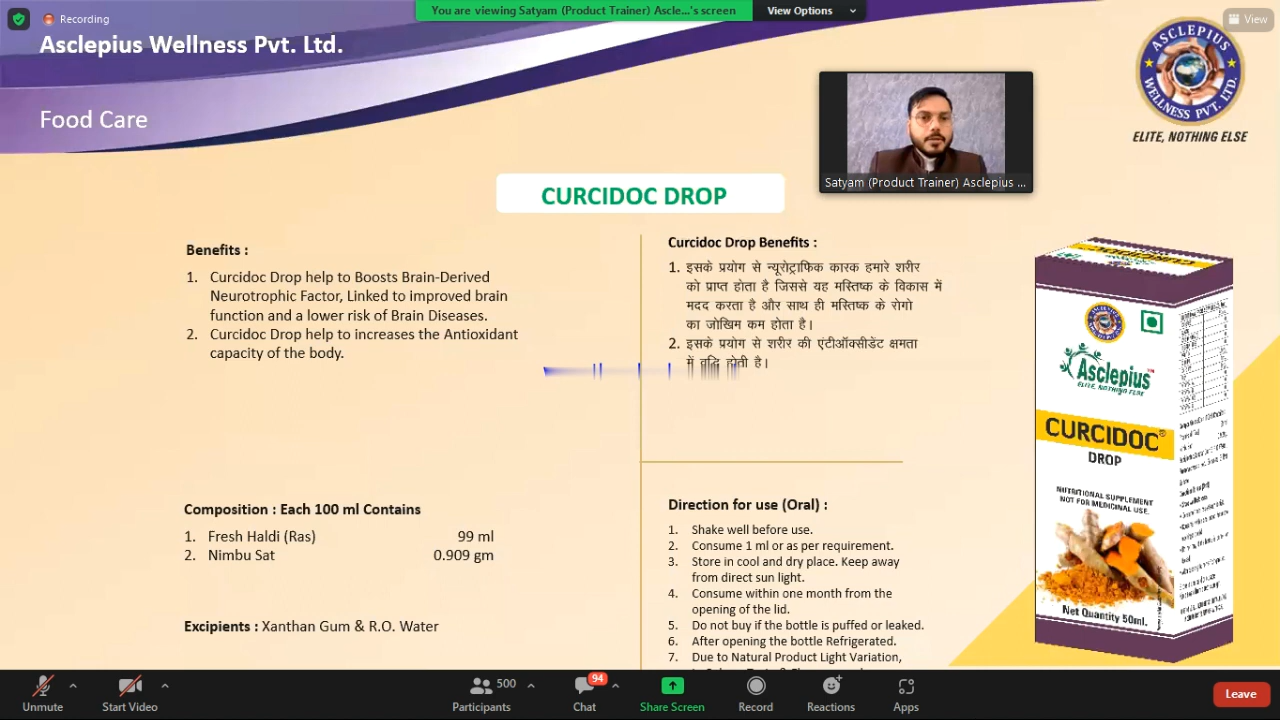 Recording
You are viewing Satyam (Product Trainer) Ascle...'s screen
View Options
View
Asclepius Wellness Pvt. Ltd.
Food Care
ASCLEPIUS
WELLNESS PVT. LTD.
ELITE, NOTHING ELSE
Satyam (Product Trainer) Asclepius ...
CURCIDOC DROP
Benefits :
1. Curcidoc Drop help to Boosts Brain-Derived
Neurotrophic Factor, Linked to improved brain
function and a lower risk of Brain Diseases.
2. Curcidoc Drop help to increases the Antioxidant
capacity of the body.
Curcidoc Drop Benefits :
1. इसके प्रयोग से न्यूरोट्राफिक कारक हमारे शरीर
को प्राप्त होता है जिससे यह मस्तिष्क के विकास में
मदद करता है और साथ ही मस्तिष्क के रोगो
का जोखिम कम होता है।
2. इसके प्रयोग से शरीर की एंटीऑक्सीडेंट क्षमता
में वृद्धि होती है।
Composition : Each 100 ml Contains
1. Fresh Haldi (Ras) 99 ml
2. Nimbu Sat 0.909 gm
Excipients : Xanthan Gum & R.O. Water
Direction for use (Oral) :
1. Shake well before use.
2. Consume 1 ml or as per requirement.
3. Store in cool and dry place. Keep away
from direct sun light.
4. Consume within one month from the
opening of the lid.
5. Do not buy if the bottle is puffed or leaked.
6. After opening the bottle Refrigerated.
7. Due to Natural Product Light Variation,
Asclepius
ELITE, NOTHING ELSE
CURCIDOC®
DROP
NUTRITIONAL SUPPLEMENT
NOT FOR MEDICINAL USE
Net Quantity 50ml.
Unmute
Start Video
500
Participants
94
Chat
Share Screen
Record
Reactions
Apps
Leave